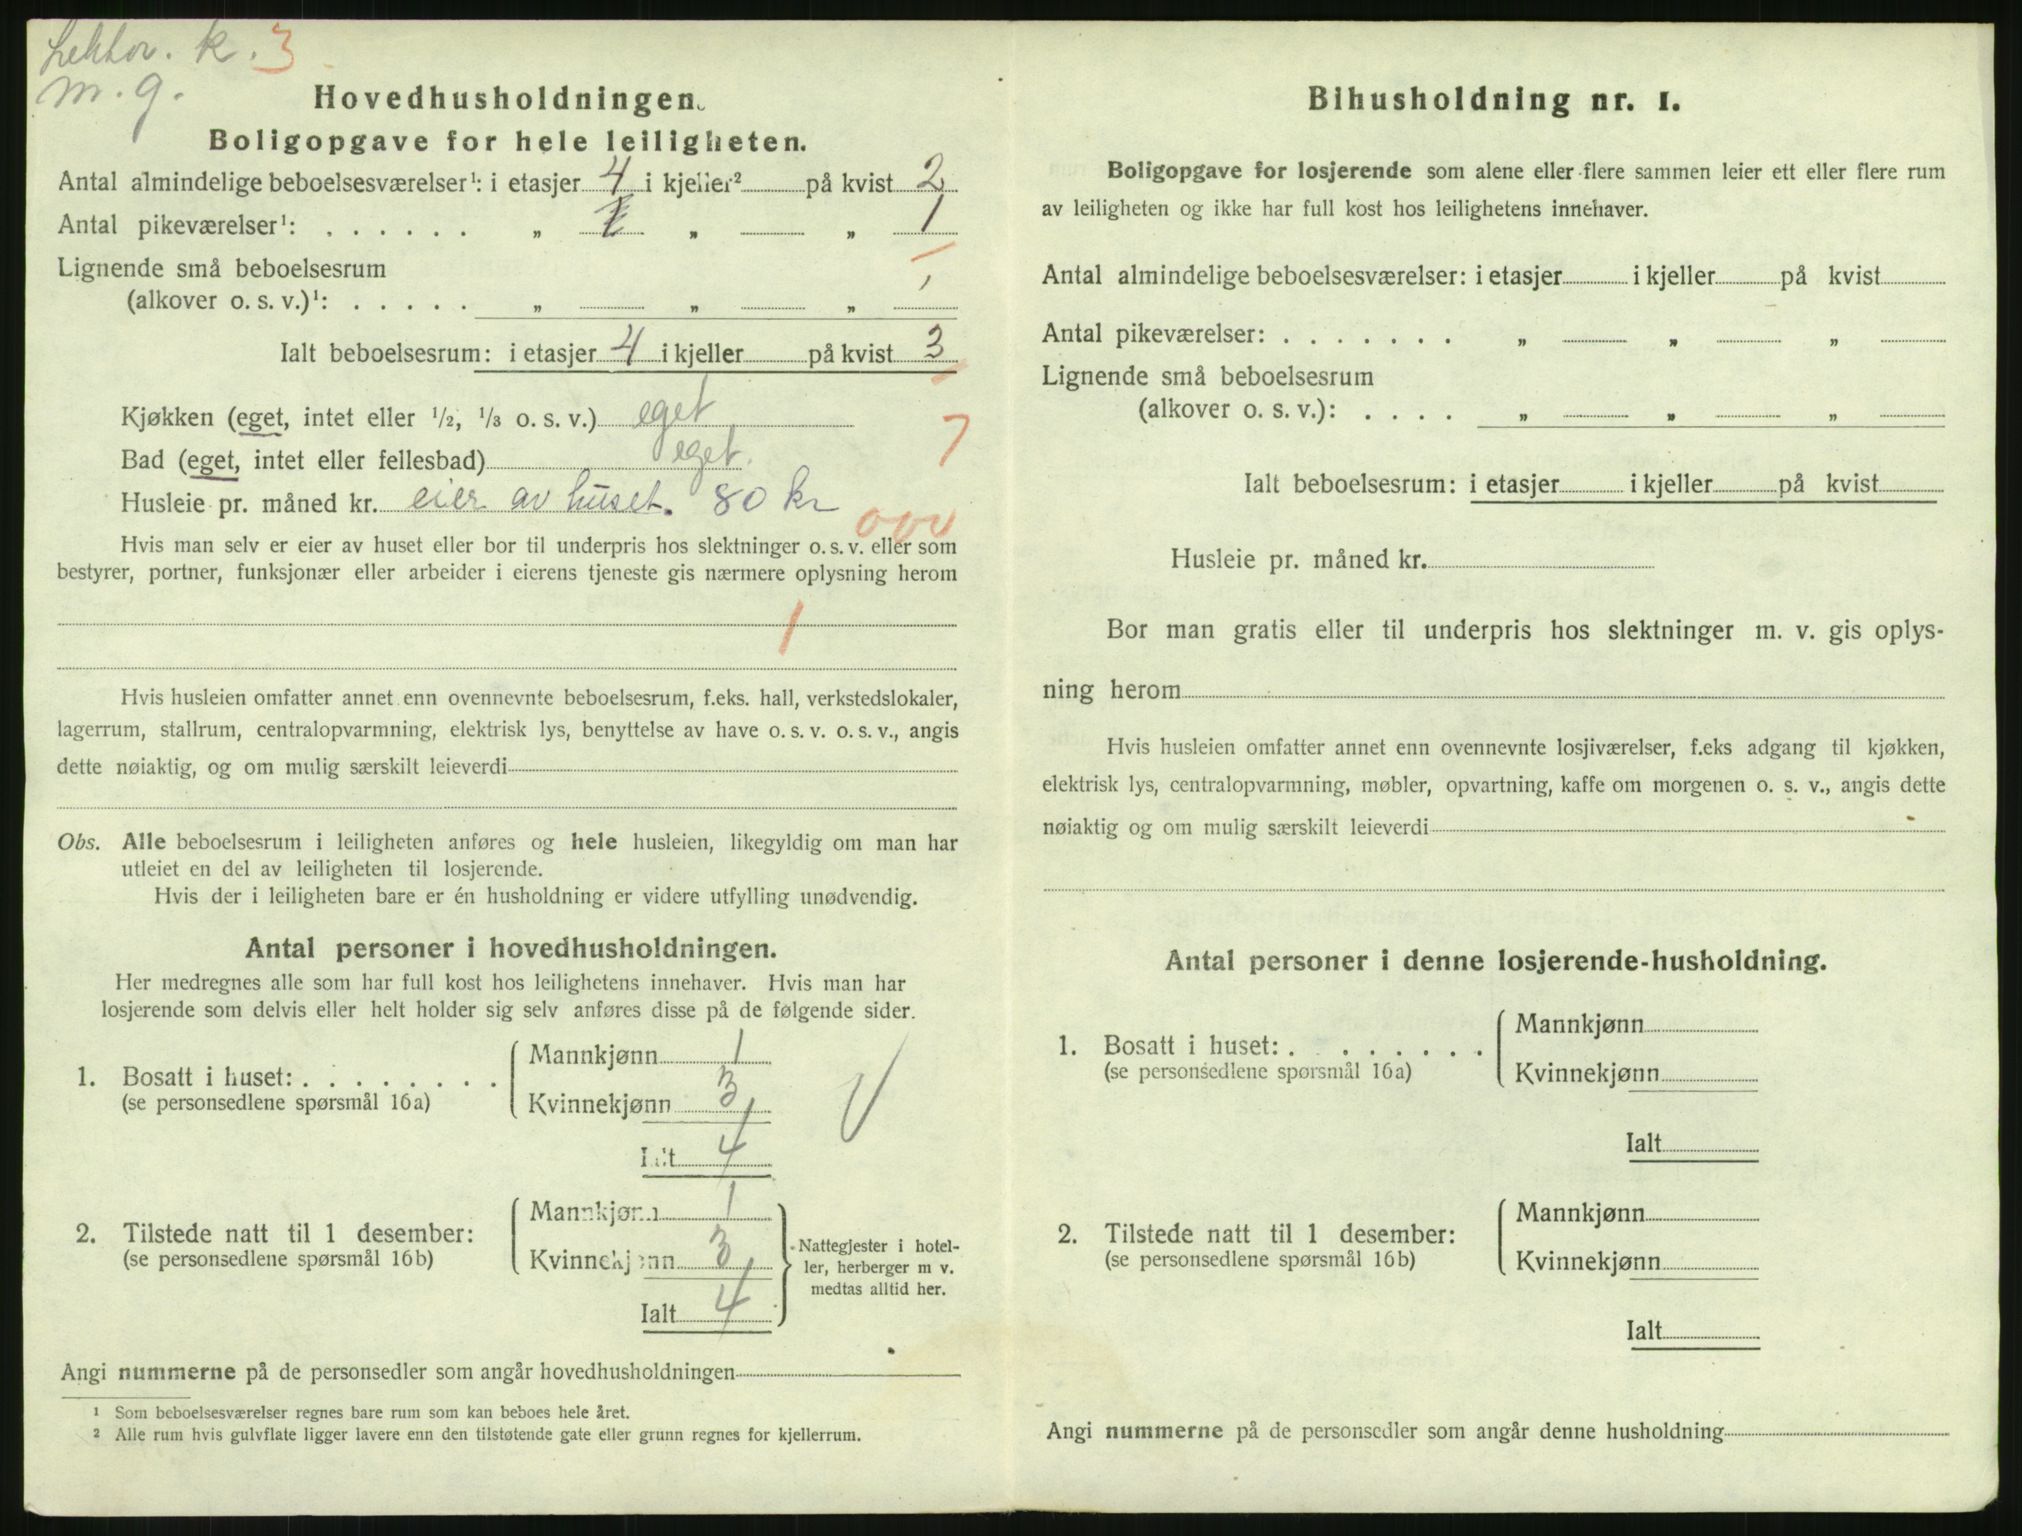 Lektor. k. 3
m. g.
Hovedhusholdningen.
Boligopgave for hele leiligheten.
Antal almindelige beboelsesværelser¹: i etasjer 4 i kjeller² på kvist 2
Antal pikeværelser¹: . . . . . . „ 1 „ „ 1
Lignende små beboelsesrum
(alkover o. s. v.)¹: . . . . . „ „ „
Ialt beboelsesrum: i etasjer 4 i kjeller på kvist 3
Kjøkken (eget, intet eller 1/2, 1/3 o. s. v.) eget
7
Bad (eget, intet eller fellesbad) eget.
Husleie pr. måned kr. eier av huset. 80 kr
000
Hvis man selv er eier av huset eller bor til underpris hos slektninger o. s. v. eller som
bestyrer, portner, funksjonær eller arbeider i eierens tjeneste gis nærmere oplysning herom
1
Hvis husleien omfatter annet enn ovennevnte beboelsesrum, f.eks. hall, verkstedslokaler,
lagerrum, stallrum, centralopvarmning, elektrisk lys, benyttelse av have o. s. v. o. s. v., angis
dette nøiaktig, og om mulig særskilt leieverdi
Obs. Alle beboelsesrum i leiligheten anføres og hele husleien, likegyldig om man har
utleiet en del av leiligheten til losjerende.
Hvis der i leiligheten bare er én husholdning er videre utfylling unødvendig.
Antal personer i hovedhusholdningen.
Her medregnes alle som har full kost hos leilighetens innehaver. Hvis man har
losjerende som delvis eller helt holder sig selv anføres disse på de følgende sider.
Mannkjønn 1
1. Bosatt i huset: . . . . . . . .
(se personsedlene spørsmål 16a)
Kvinnekjønn 3
Ialt 4
Mannkjønn 1
2. Tilstede natt til 1 desember:
(se personsedlene spørsmål 16b)
Kvinnekjønn 3
Ialt 4
Nattegjester i hotel-
ler, herberger m v.
medtas alltid her.
Angi nummerne på de personsedler som angår hovedhusholdningen
¹ Som beboelsesværelser regnes bare rum som kan beboes hele året.
² Alle rum hvis gulvflate ligger lavere enn den tilstøtende gate eller grunn regnes for kjellerrum.
Bihusholdning nr. 1.
Boligopgave for losjerende som alene eller flere sammen leier ett eller flere rum
av leiligheten og ikke har full kost hos leilighetens innehaver.
Antal almindelige beboelsesværelser: i etasjer i kjeller på kvist
Antal pikeværelser: . . . . . . . „ „ „
Lignende små beboelsesrum
(alkover o. s. v.): . . . . „ „ „
Ialt beboelsesrum: i etasjer i kjeller på kvist
Husleie pr. måned kr.
Bor man gratis eller til underpris hos slektninger m. v. gis oplys-
ning herom
Hvis husleien omfatter annet enn ovennevnte losjiværelser, f.eks adgang til kjøkken,
elektrisk lys, centralopvarmning, møbler, opvartning, kaffe om morgenen o. s. v., angis dette
nøiaktig og om mulig særskilt leieverdi
Antal personer i denne losjerende-husholdning.
Mannkjønn
1. Bosatt i huset: . . . . . . .
(se personsedlene spørsmål 16a)
Kvinnekjønn
Ialt
Mannkjønn
2. Tilstede natt til 1 desember:
(se personsedlene spørsmål 16b)
Kvinnekjønn
Ialt
Angi nummerne på de personsedler som angår denne husholdning